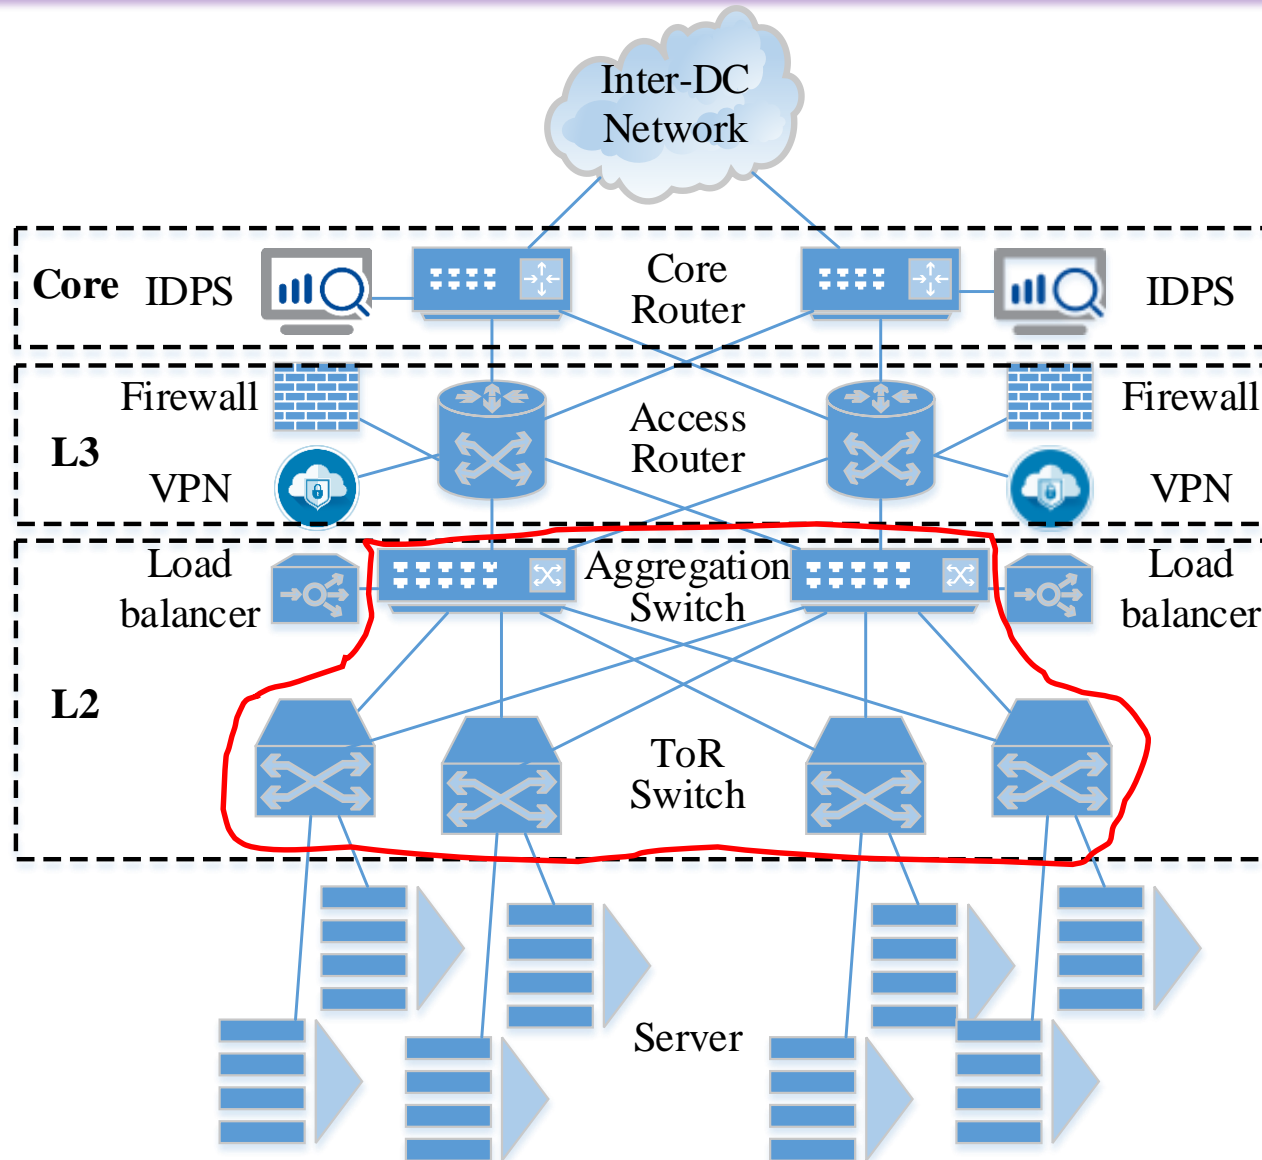 Inter-DC
Network
Core
IDPS
Core
Router
IDPS
L3
Firewall
VPN
Access
Router
Firewall
VPN
L2
Load
balancer
Aggregation
Switch
Load
balancer
ToR
Switch
Server